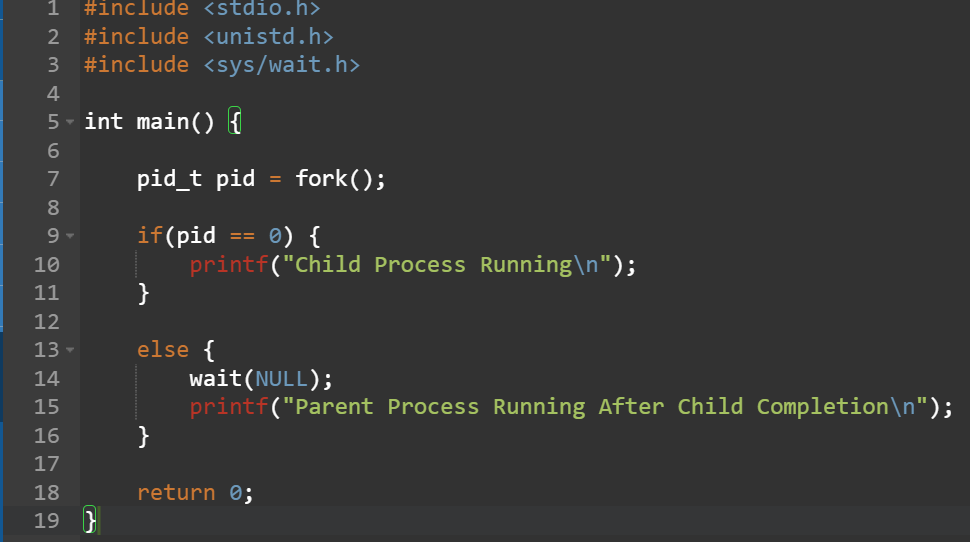 1 #include <stdio.h>
2 #include <unistd.h>
3 #include <sys/wait.h>
4
5 int main() {
6
7     pid_t pid = fork();
8
9     if(pid == 0) {
10         printf("Child Process Running\n");
11     }
12
13     else {
14         wait(NULL);
15         printf("Parent Process Running After Child Completion\n");
16     }
17
18     return 0;
19 }